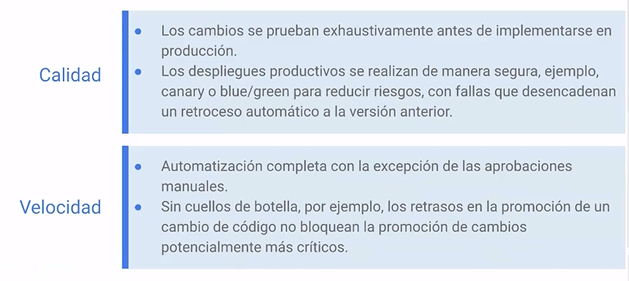 Calidad
• Los cambios se prueban exhaustivamente antes de implementarse en
producción.
• Los despliegues productivos se realizan de manera segura, ejemplo,
canary o blue/green para reducir riesgos, con fallas que desencadenan
un retroceso automático a la versión anterior.
Velocidad
• Automatización completa con la excepción de las aprobaciones
manuales.
• Sin cuellos de botella, por ejemplo, los retrasos en la promoción de un
cambio de código no bloquean la promoción de cambios
potencialmente más críticos.